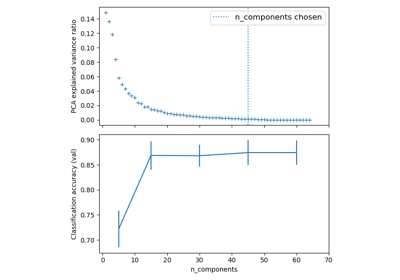 0.14
0.12
0.10
0.08
0.06
0.04
0.02
0.00
PCA explained variance ratio
n_components chosen
0.90
0.85
0.80
0.75
0.70
Classification accuracy (val)
0 10 20 30 40 50 60 70
n_components